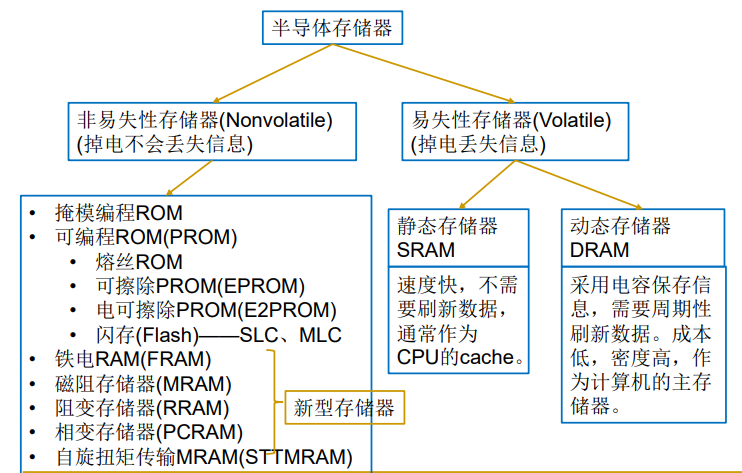 半导体存储器
非易失性存储器(Nonvolatile)
(掉电不会丢失信息)
易失性存储器(Volatile)
(掉电丢失信息)
• 掩模编程ROM
• 可编程ROM(PROM)
• 熔丝ROM
• 可擦除PROM(EPROM)
• 电可擦除PROM(E2PROM)
• 闪存(Flash)——SLC、MLC
• 铁电RAM(FRAM)
• 磁阻存储器(MRAM)
• 阻变存储器(RRAM)
• 相变存储器(PCRAM)
• 自旋扭矩传输MRAM(STTMRAM)
新型存储器
静态存储器
SRAM
速度快，不需
要刷新数据，
通常作为
CPU的cache。
动态存储器
DRAM
采用电容保存信
息，需要周期性
刷新数据。成本
低，密度高，作
为计算机的主存
储器。